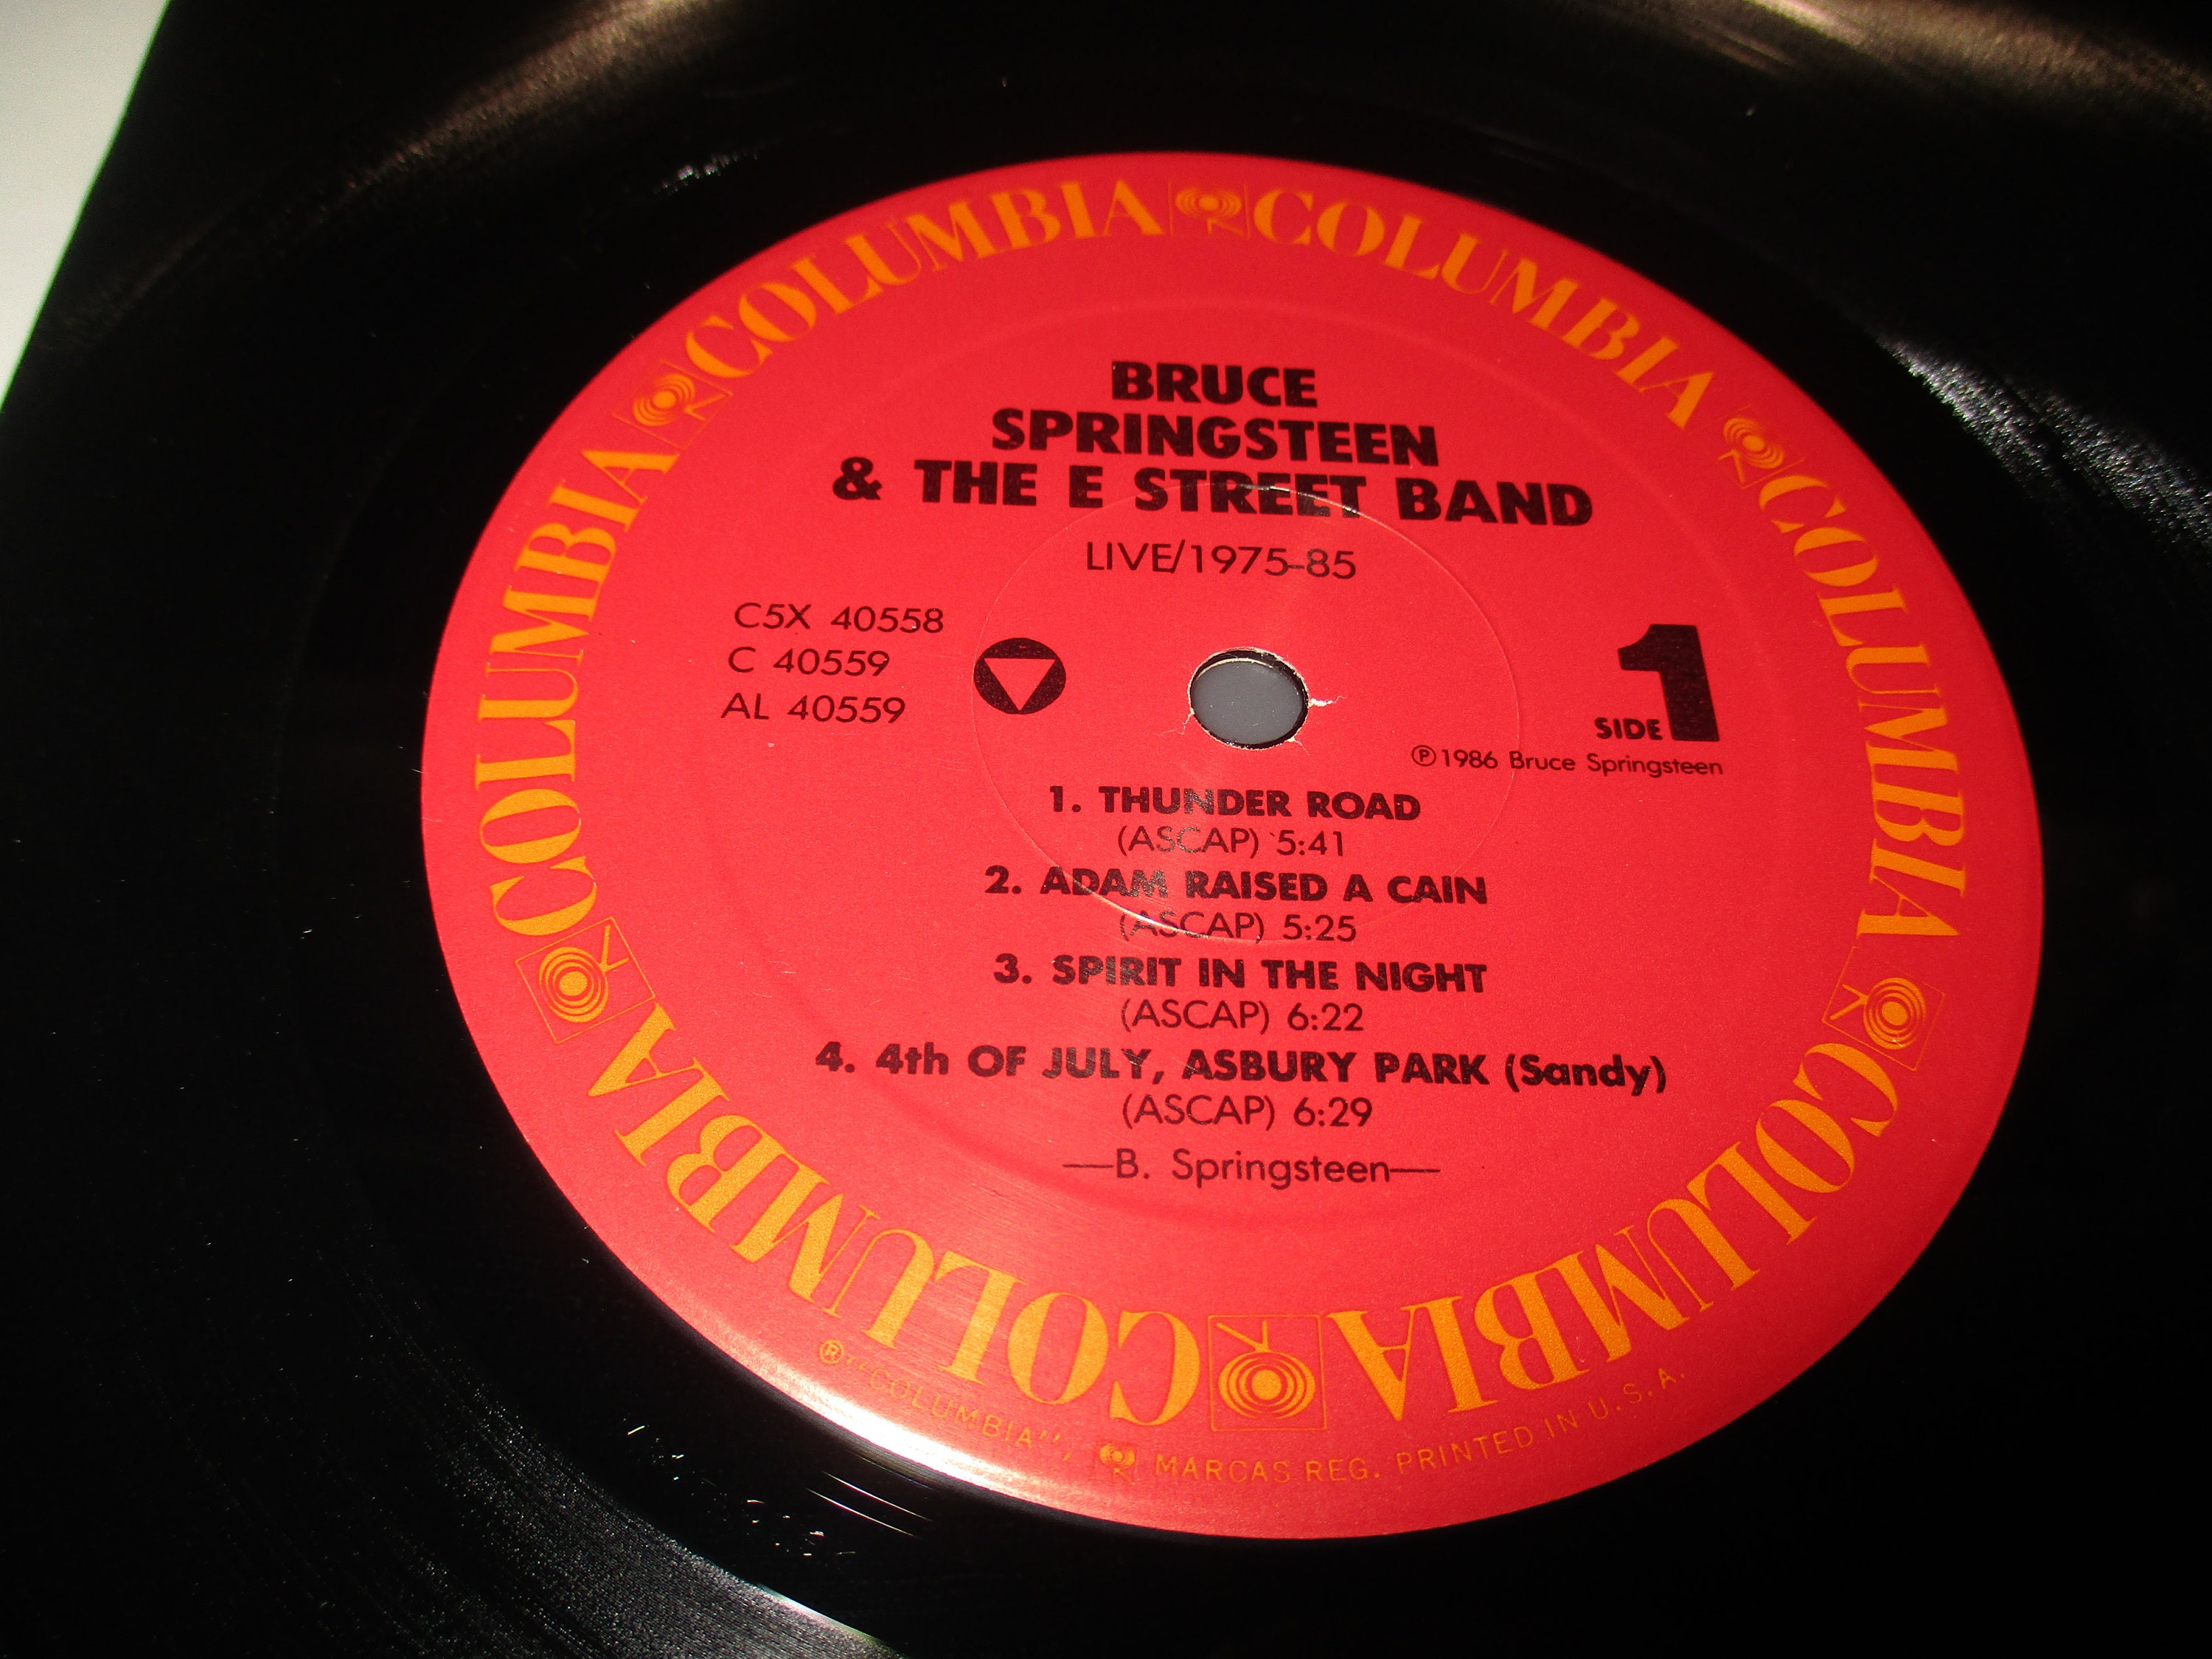 BRUCE
SPRINGSTEEN
& THE E STREET BAND
LIVE/1975-85
C5X 40558
C 40559
AL 40559
SIDE 1
℗1986 Bruce Springsteen
1. THUNDER ROAD
(ASCAP) 5:41
2. ADAM RAISED A CAIN
(ASCAP) 5:25
3. SPIRIT IN THE NIGHT
(ASCAP) 6:22
4. 4th OF JULY, ASBURY PARK (Sandy)
(ASCAP) 6:29
—B. Springsteen—
COLUMBIA COLUMBIA COLUMBIA COLUMBIA COLUMBIA COLUMBIA
® "COLUMBIA", MARCAS REG. PRINTED IN U.S.A.